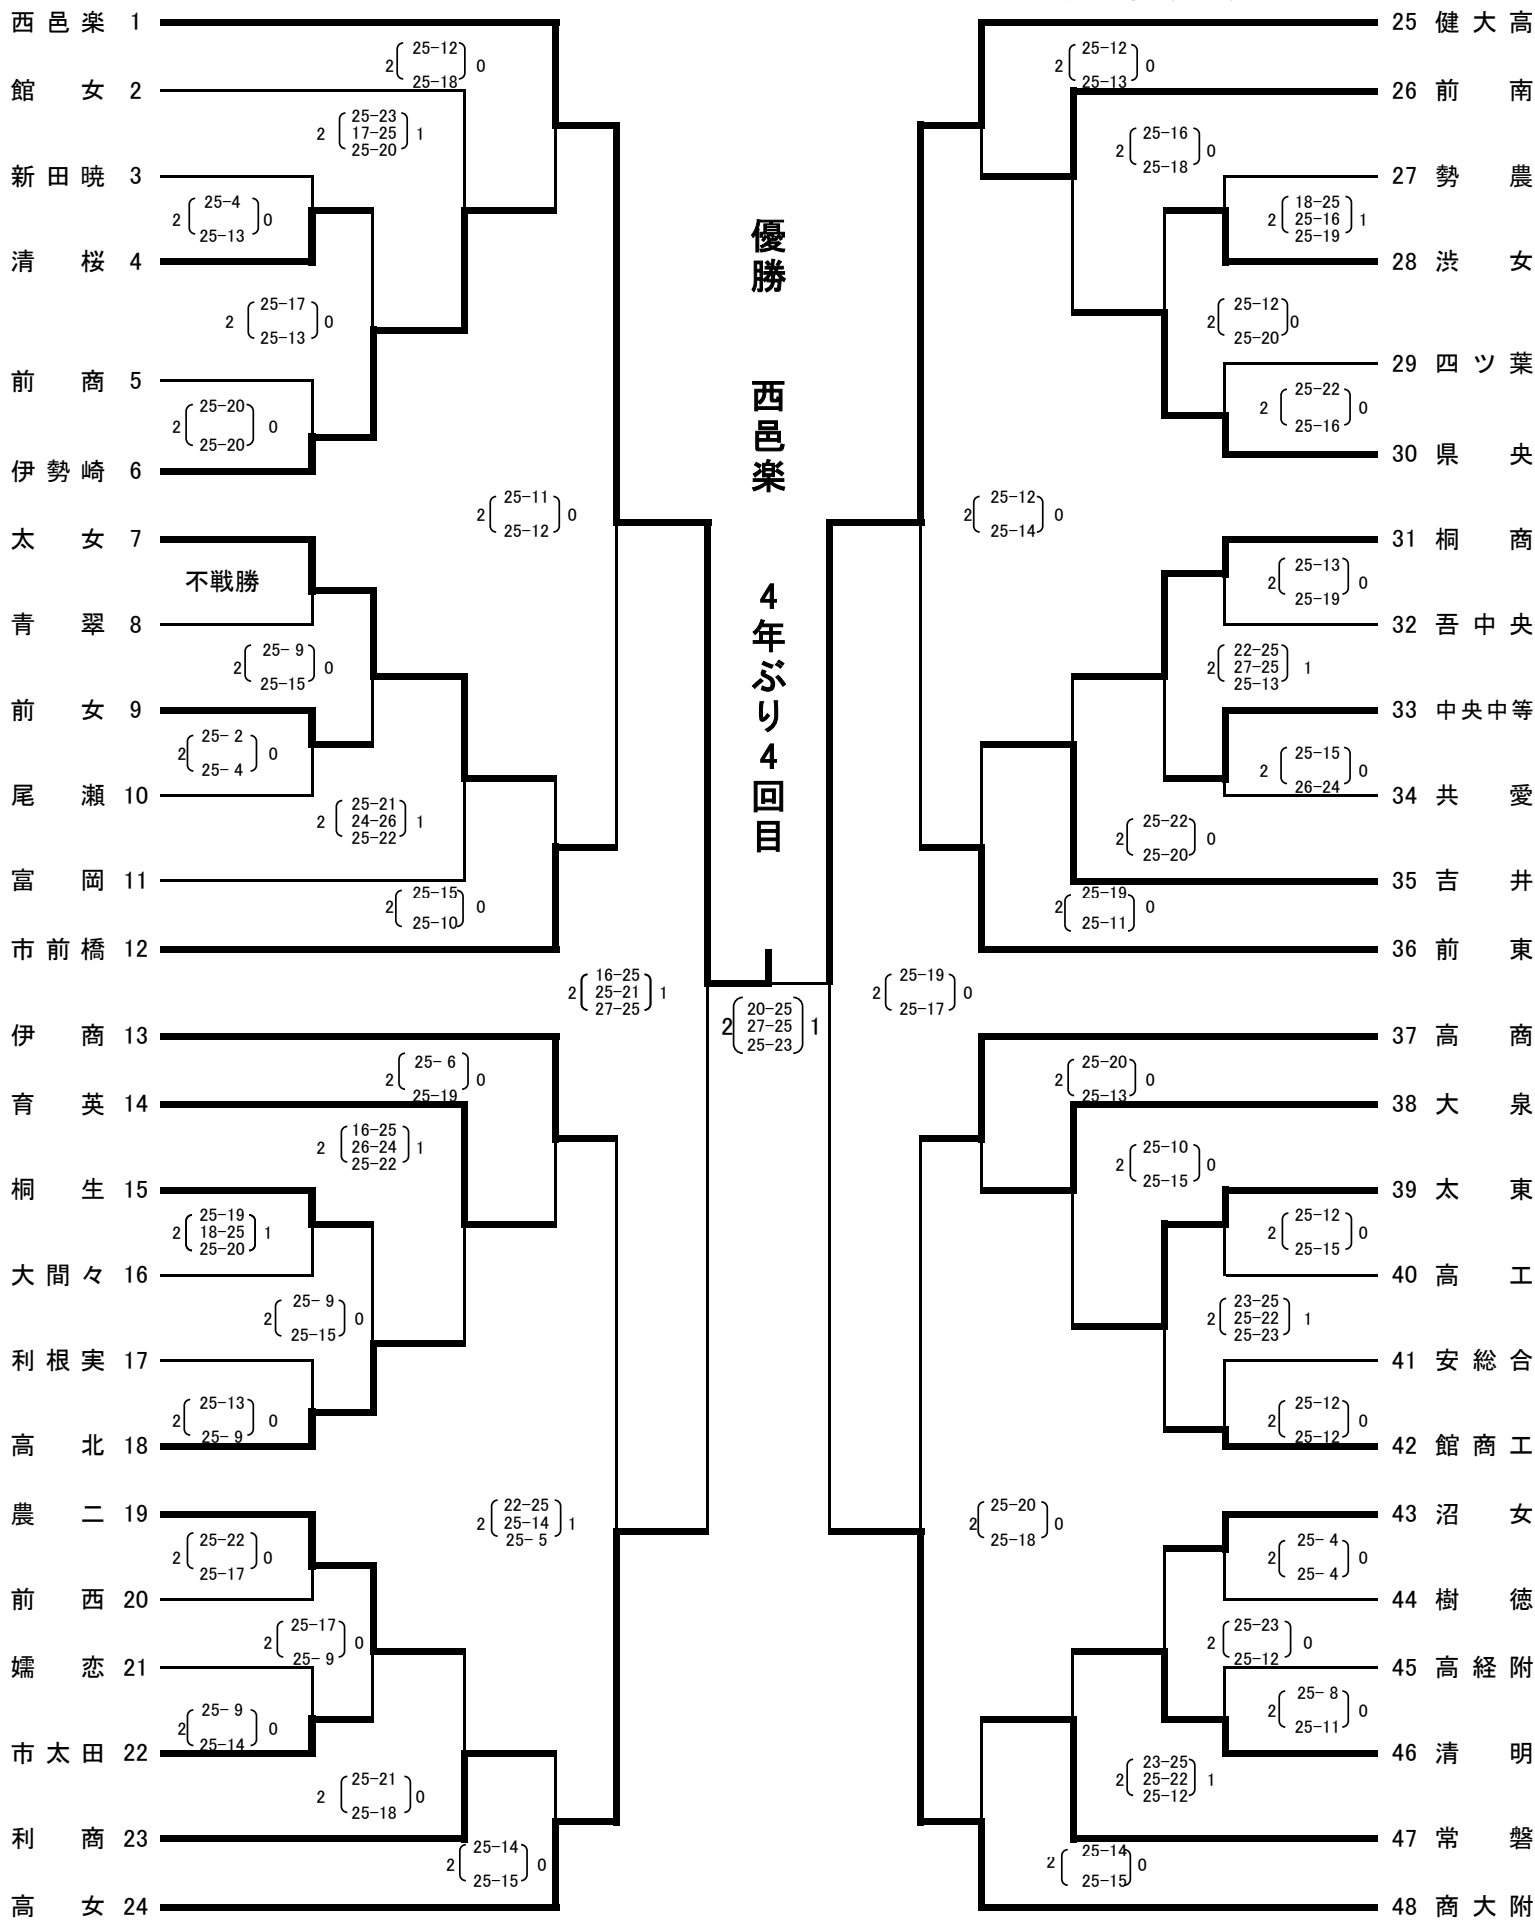 西邑楽 1
2 25-12 0
25-18
館女 2
2 25-23 1
17-25
25-20
新田暁 3
2 25-4 0
25-13
清桜 4
2 25-17 0
25-13
前商 5
2 25-20 0
25-20
伊勢崎 6
2 25-11 0
25-12
太女 7
不戦勝
青翠 8
2 25-9 0
25-15
前女 9
2 25-2 0
25-4
尾瀬 10
2 25-21 1
24-26
25-22
富岡 11
2 25-15 0
25-10
市前橋 12
2 16-25 1
25-21
27-25
伊商 13
2 25-6 0
25-19
育英 14
2 16-25 1
26-24
25-22
桐生 15
2 25-19 1
18-25
25-20
大間々 16
2 25-9 0
25-15
利根実 17
2 25-13 0
25-9
高北 18
農二 19
2 22-25 1
25-14
25-5
2 25-22 0
25-17
前西 20
2 25-17 0
25-9
嬬恋 21
2 25-9 0
25-14
市太田 22
2 25-21 0
25-18
利商 23
2 25-14 0
25-15
高女 24
優勝 西邑楽 4年ぶり4回目
2 20-25 1
27-25
25-23
25 健大高
2 25-12 0
25-13
26 前南
2 25-16 0
25-18
27 勢農
2 18-25 1
25-16
25-19
28 渋女
2 25-12 0
25-20
29 四ツ葉
2 25-22 0
25-16
30 県央
2 25-12 0
25-14
31 桐商
2 25-13 0
25-19
32 吾中央
2 22-25 1
27-25
25-13
33 中央中等
2 25-15 0
26-24
34 共愛
2 25-22 0
25-20
35 吉井
2 25-19 0
25-11
36 前東
2 25-19 0
25-17
37 高商
2 25-20 0
25-13
38 大泉
2 25-10 0
25-15
39 太東
2 25-12 0
25-15
40 高工
2 23-25 1
25-22
25-23
41 安総合
2 25-12 0
25-12
42 館商工
2 25-20 0
25-18
43 沼女
2 25-4 0
25-4
44 樹徳
2 25-23 0
25-12
45 高経附
2 25-8 0
25-11
46 清明
2 23-25 1
25-22
25-12
47 常磐
2 25-14 0
25-15
48 商大附